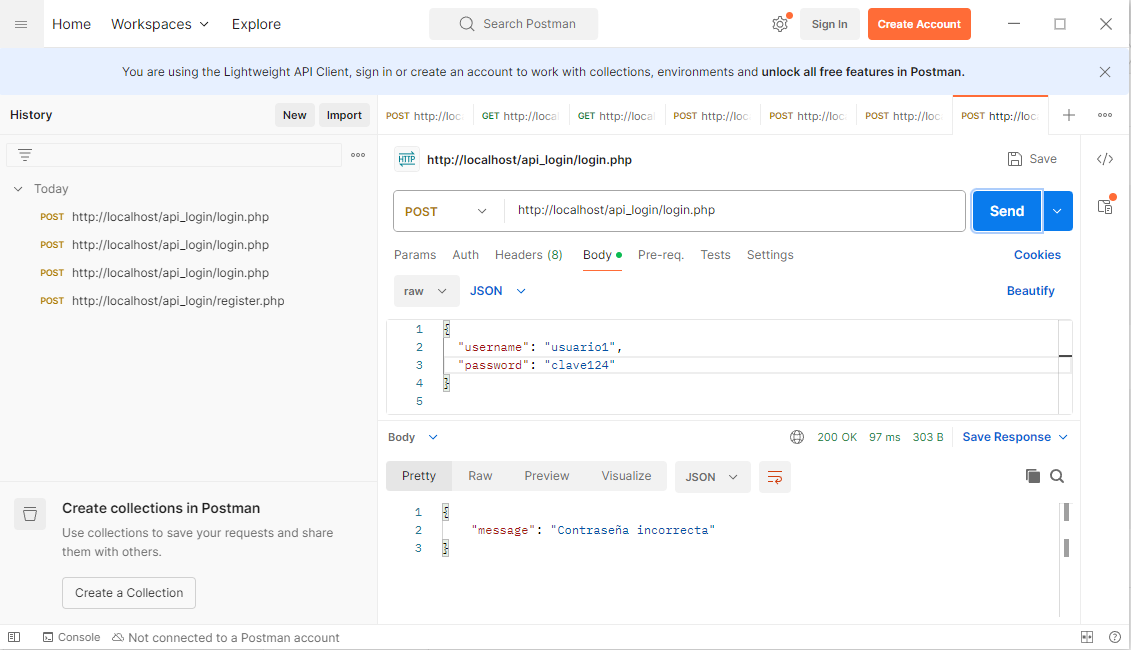 Home Workspaces Explore Search Postman Sign In Create Account
You are using the Lightweight API Client, sign in or create an account to work with collections, environments and unlock all free features in Postman.
History New Import
Today
POST http://localhost/api_login/login.php
POST http://localhost/api_login/login.php
POST http://localhost/api_login/login.php
POST http://localhost/api_login/register.php
Create collections in Postman
Use collections to save your requests and share
them with others.
Create a Collection
POST http://loc GET http://local GET http://local POST http://loc POST http://loc POST http://loc POST http://loc
HTTP http://localhost/api_login/login.php Save
POST http://localhost/api_login/login.php Send
Params Auth Headers (8) Body Pre-req. Tests Settings Cookies
raw JSON Beautify
1 {
2 "username": "usuario1",
3 "password": "clave124"
4 }
5
Body 200 OK 97 ms 303 B Save Response
Pretty Raw Preview Visualize JSON
1 {
2 "message": "Contraseña incorrecta"
3 }
Console Not connected to a Postman account